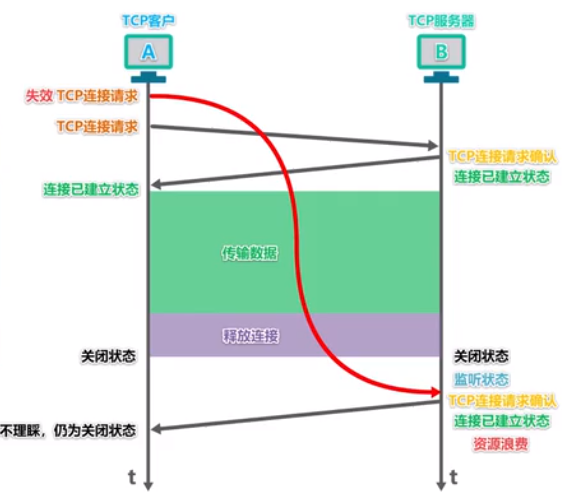 TCP客户
TCP服务器
A
B
失效 TCP连接请求
TCP连接请求
TCP连接请求确认
连接已建立状态
连接已建立状态
传输数据
释放连接
关闭状态
关闭状态
监听状态
TCP连接请求确认
连接已建立状态
不理睬，仍为关闭状态
资源浪费
t
t